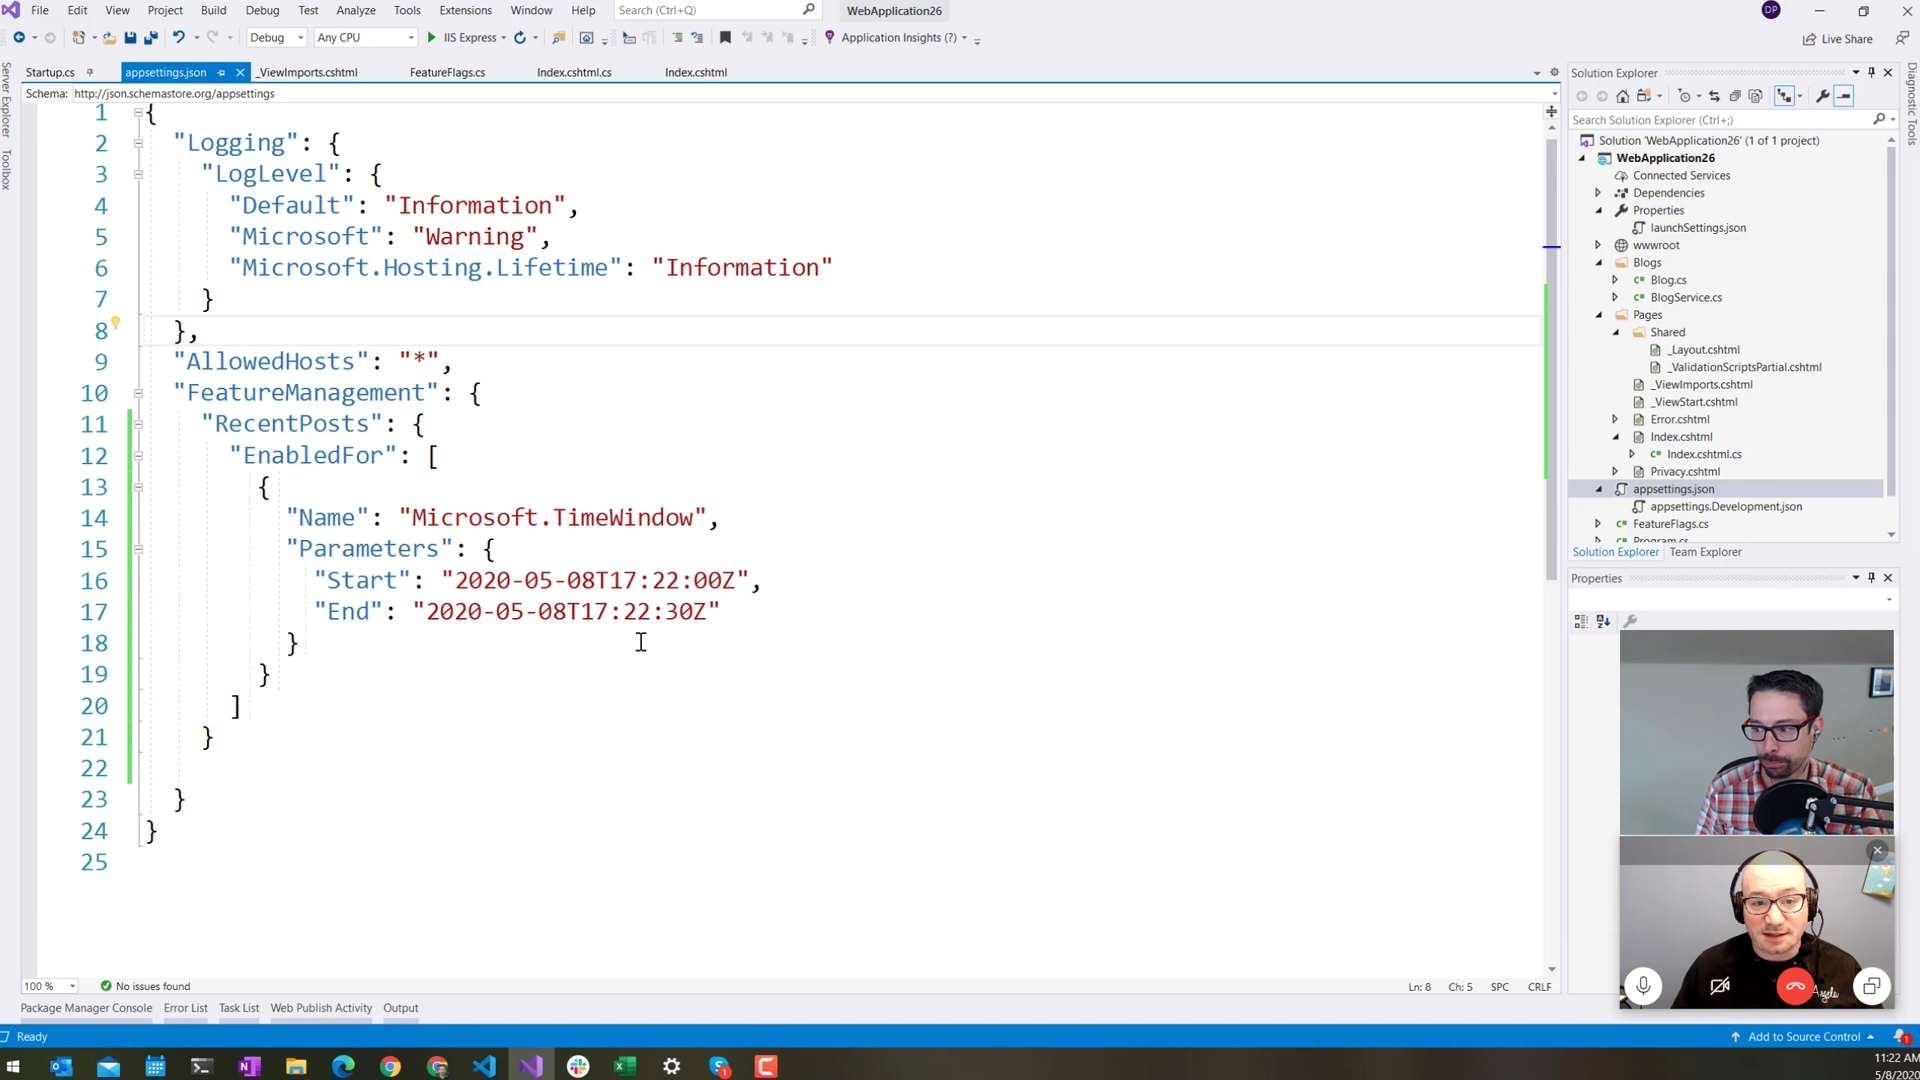 File Edit View Project Build Debug Test Analyze Tools Extensions Window Help Search (Ctrl+Q) WebApplication26 DP
Debug Any CPU IIS Express Application Insights (?) Live Share
Startup.cs appsettings.json _ViewImports.cshtml FeatureFlags.cs Index.cshtml.cs Index.cshtml
Schema: http://json.schemastore.org/appsettings
Server Explorer
Toolbox
1 {
2 "Logging": {
3 "LogLevel": {
4 "Default": "Information",
5 "Microsoft": "Warning",
6 "Microsoft.Hosting.Lifetime": "Information"
7 }
8 },
9 "AllowedHosts": "*",
10 "FeatureManagement": {
11 "RecentPosts": {
12 "EnabledFor": [
13 {
14 "Name": "Microsoft.TimeWindow",
15 "Parameters": {
16 "Start": "2020-05-08T17:22:00Z",
17 "End": "2020-05-08T17:22:30Z"
18 }
19 }
20 ]
21 }
22
23 }
24 }
25
100 % No issues found Ln: 8 Ch: 5 SPC CRLF
Package Manager Console Error List Task List Web Publish Activity Output
Ready Add to Source Control 1
Solution Explorer
Search Solution Explorer (Ctrl+;)
Solution 'WebApplication26' (1 of 1 project)
WebApplication26
Connected Services
Dependencies
Properties
launchSettings.json
wwwroot
Blogs
Blog.cs
BlogService.cs
Pages
Shared
_Layout.cshtml
_ValidationScriptsPartial.cshtml
_ViewImports.cshtml
_ViewStart.cshtml
Error.cshtml
Index.cshtml
Index.cshtml.cs
Privacy.cshtml
appsettings.json
appsettings.Development.json
FeatureFlags.cs
Program.cs
Solution Explorer Team Explorer
Properties
Diagnostic Tools
11:22 AM
5/8/2020